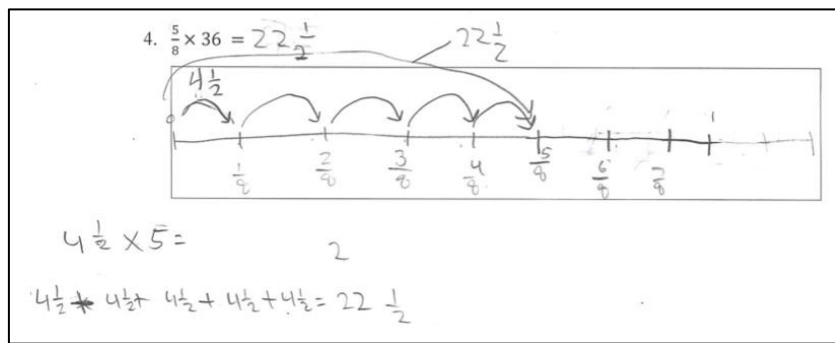 4. 5/8 × 36 = 22 1/2
22 1/2
4 1/2
0
1
1/8 2/8 3/8 4/8 5/8 6/8 7/8
4 1/2 × 5 =
2
4 1/2 + 4 1/2 + 4 1/2 + 4 1/2 + 4 1/2 = 22 1/2